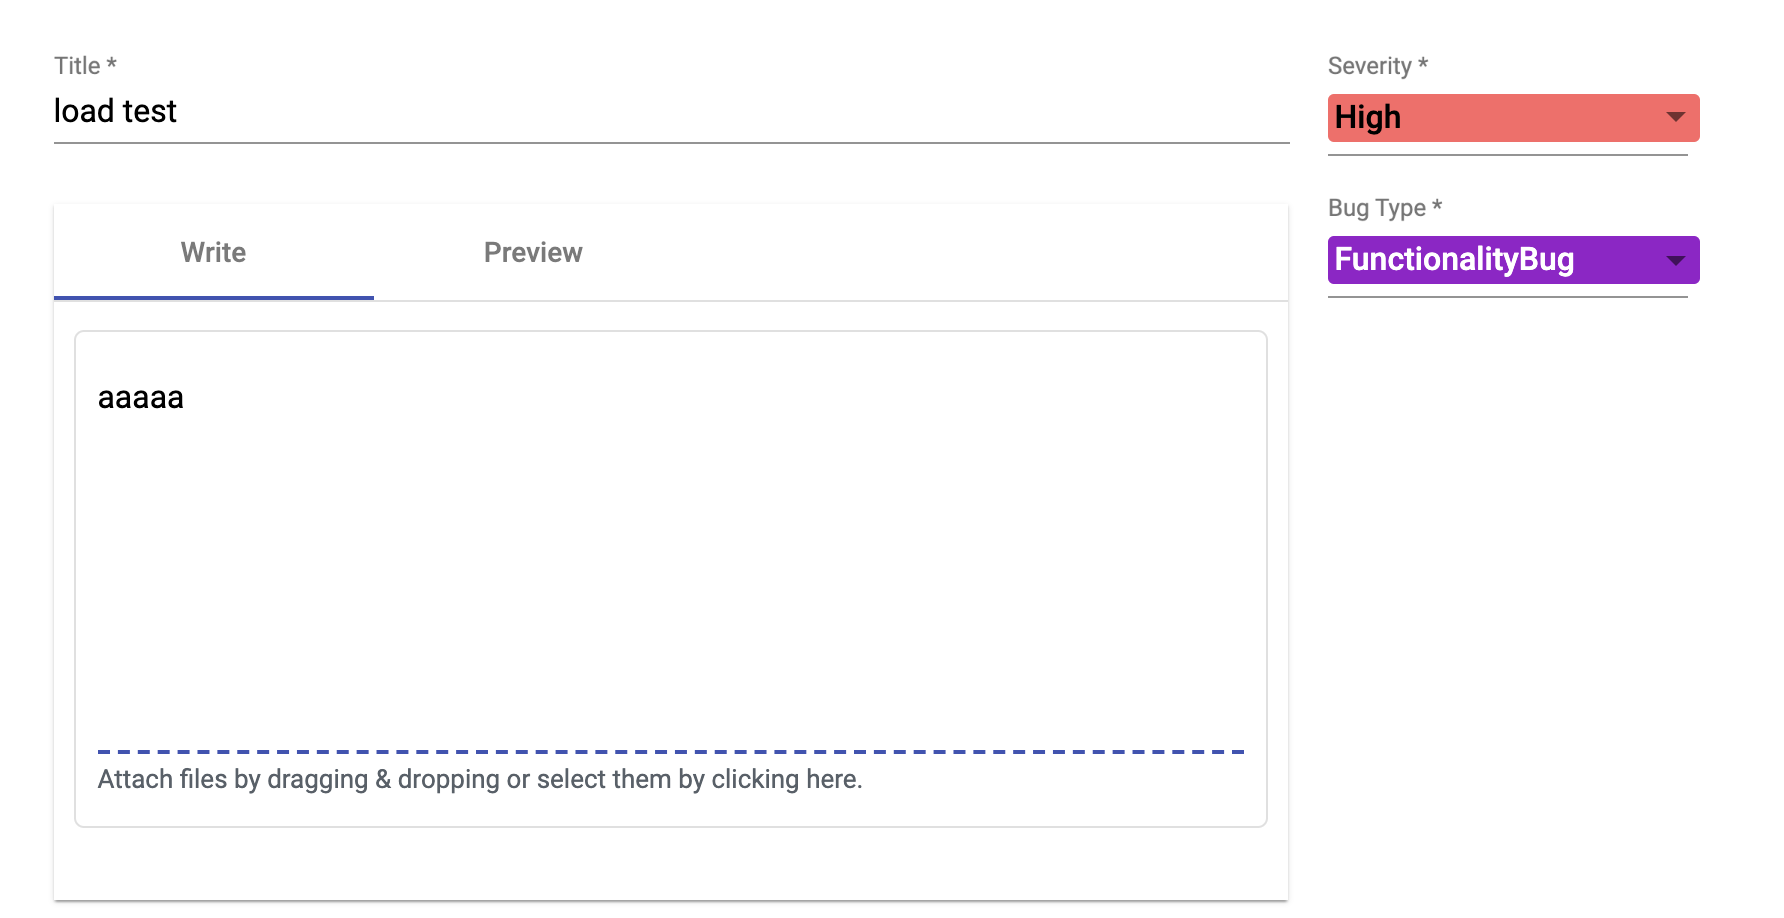 Title *
load test
Severity *
High
Bug Type *
FunctionalityBug
Write
Preview
aaaaa
Attach files by dragging & dropping or select them by clicking here.